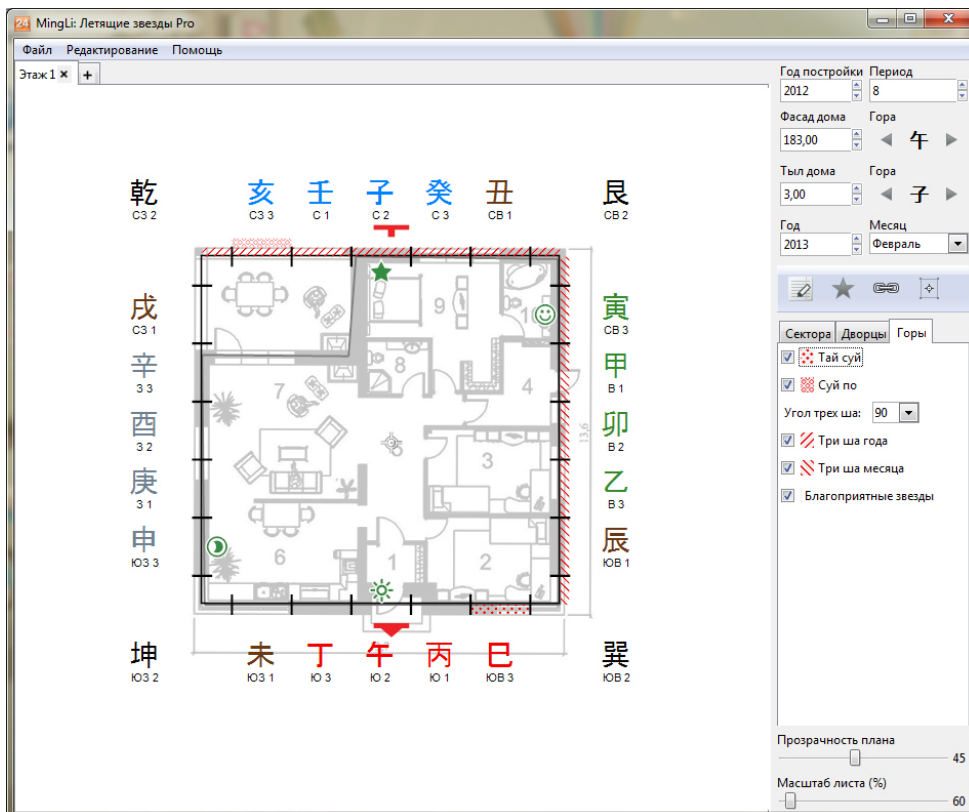 MingLi: Летящие звезды Pro
Файл Редактирование Помощь
Этаж 1
乾 亥 壬 子 癸 丑 艮
СЗ 2 СЗ 3 С 1 С 2 С 3 СВ 1 СВ 2
戌 寅
СЗ 1 СВ 3
辛 甲
З 3 В 1
酉 卯
З 2 В 2
庚 乙
З 1 В 3
申 辰
ЮЗ 3 ЮВ 1
坤 未 丁 午 丙 巳 巽
ЮЗ 2 ЮЗ 1 Ю 3 Ю 2 Ю 1 ЮВ 3 ЮВ 2
9
10
8
7
4
3
6
1
2
13,6
Год постройки Период
2012 8
Фасад дома Гора
183,00 午
Тыл дома Гора
3,00 子
Год Месяц
2013 Февраль
Сектора Дворцы Горы
Тай суй
Суй по
Угол трех ша: 90
Три ша года
Три ша месяца
Благоприятные звезды
Прозрачность плана
45
Масштаб листа (%)
60